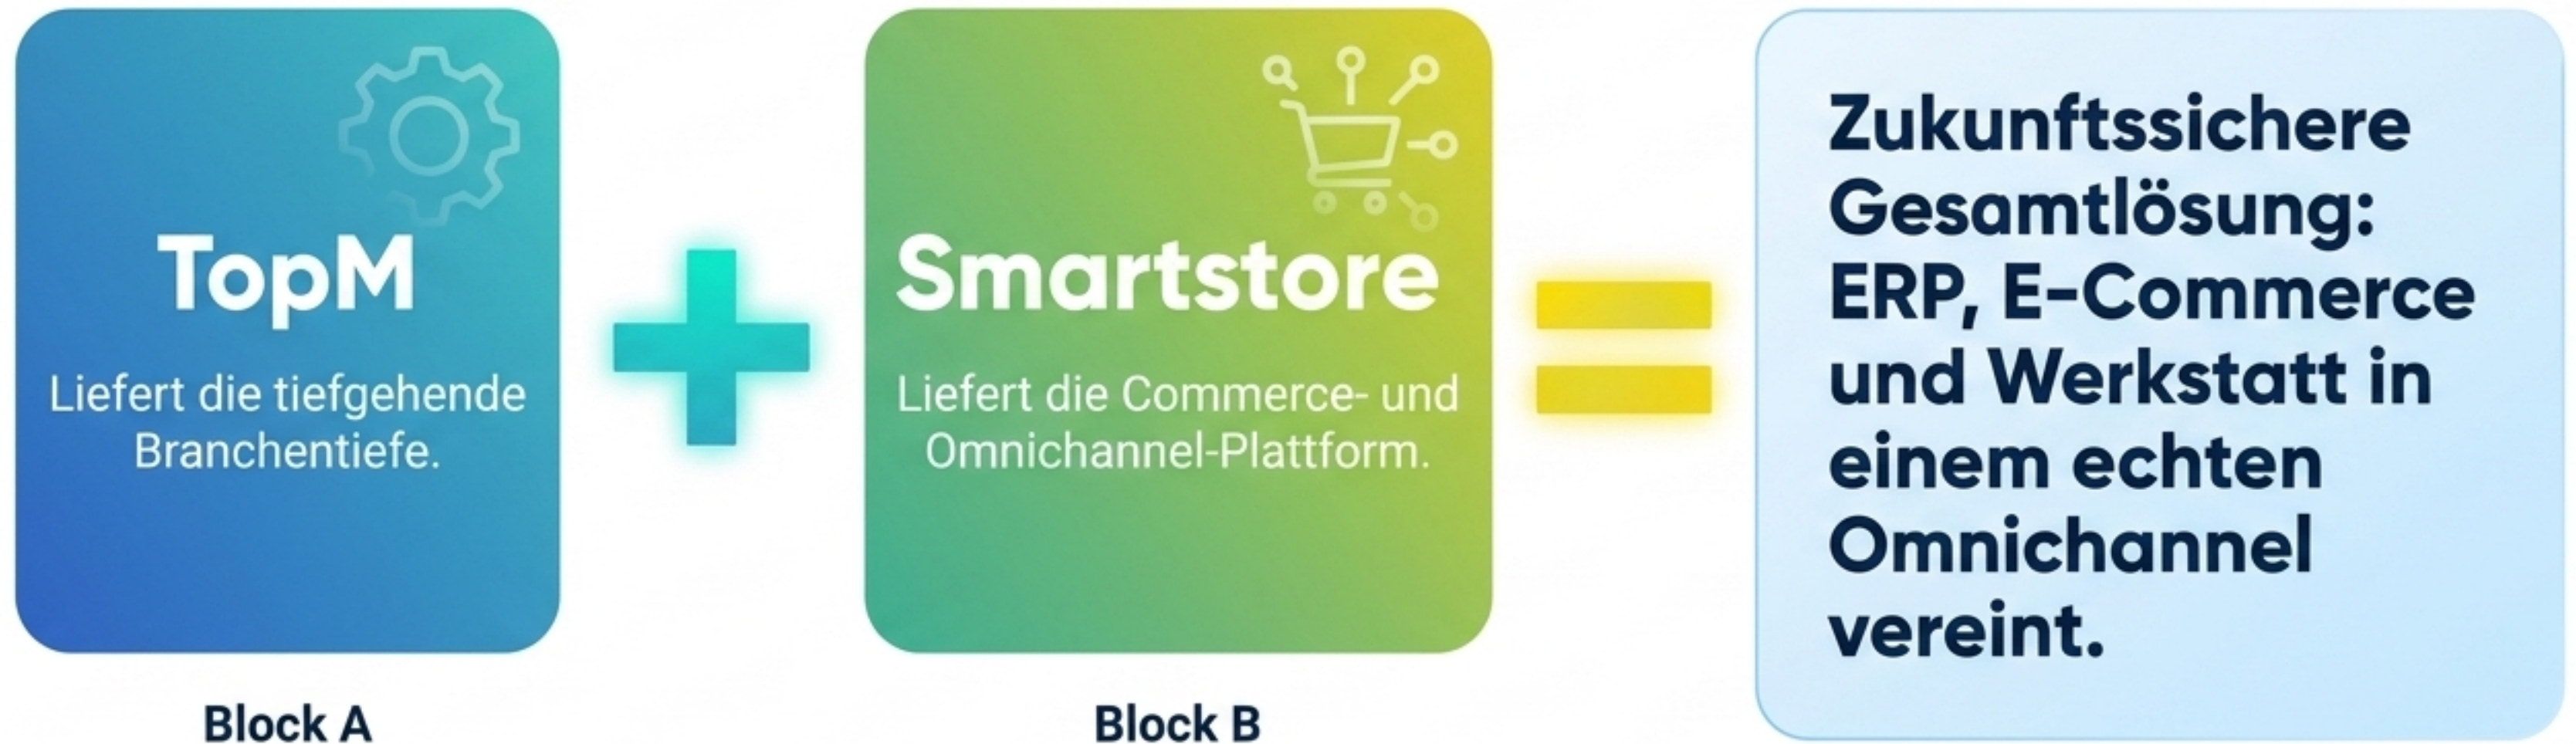 TopM
Liefert die tiefgehende
Branchentiefe.
Block A
Smartstore
Liefert die Commerce- und
Omnichannel-Plattform.
Block B
Zukunftssichere
Gesamtlösung:
ERP, E-Commerce
und Werkstatt in
einem echten
Omnichannel
vereint.